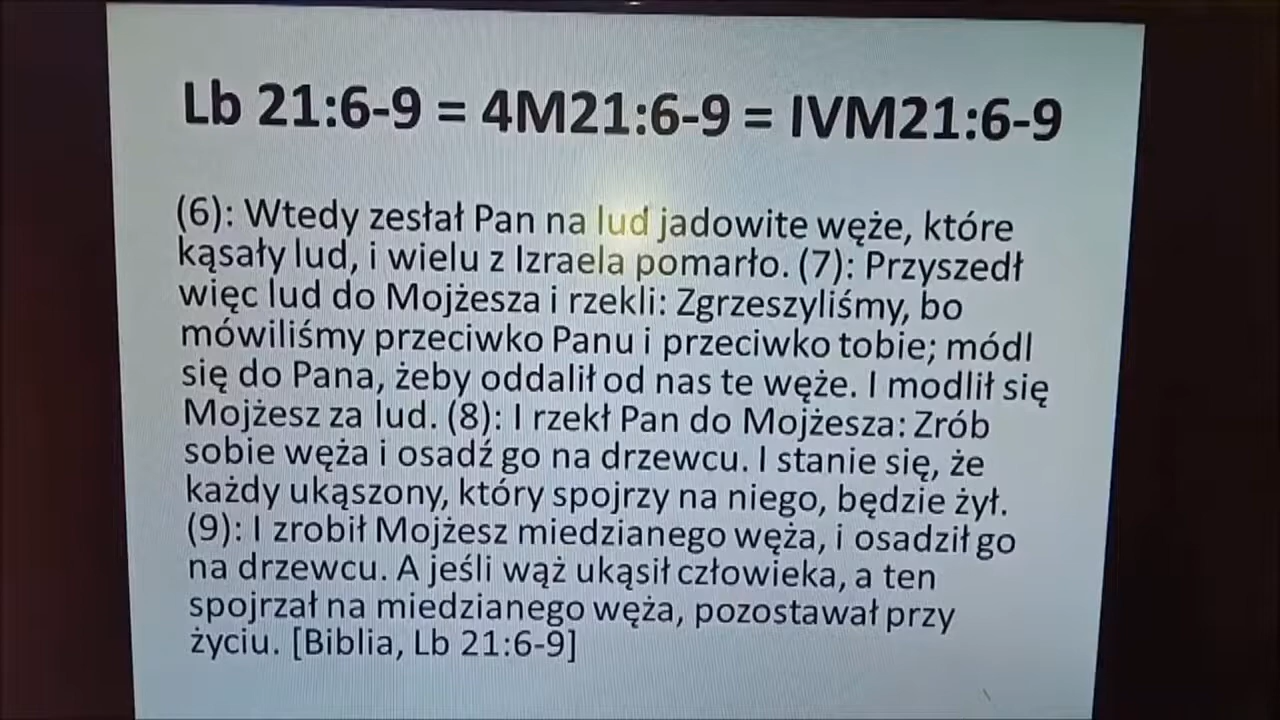 Lb 21:6-9 = 4M21:6-9 = IVM21:6-9
(6): Wtedy zesłał Pan na lud jadowite węże, które
kąsały lud, i wielu z Izraela pomarło. (7): Przyszedł
więc lud do Mojżesza i rzekli: Zgrzeszyliśmy, bo
mówiliśmy przeciwko Panu i przeciwko tobie; módl
się do Pana, żeby oddalił od nas te węże. I modlił się
Mojżesz za lud. (8): I rzekł Pan do Mojżesza: Zrób
sobie węża i osadź go na drzewcu. I stanie się, że
każdy ukąszony, który spojrzy na niego, będzie żył.
(9): I zrobił Mojżesz miedzianego węża, i osadził go
na drzewcu. A jeśli wąż ukąsił człowieka, a ten
spojrzał na miedzianego węża, pozostawał przy
życiu. [Biblia, Lb 21:6-9]